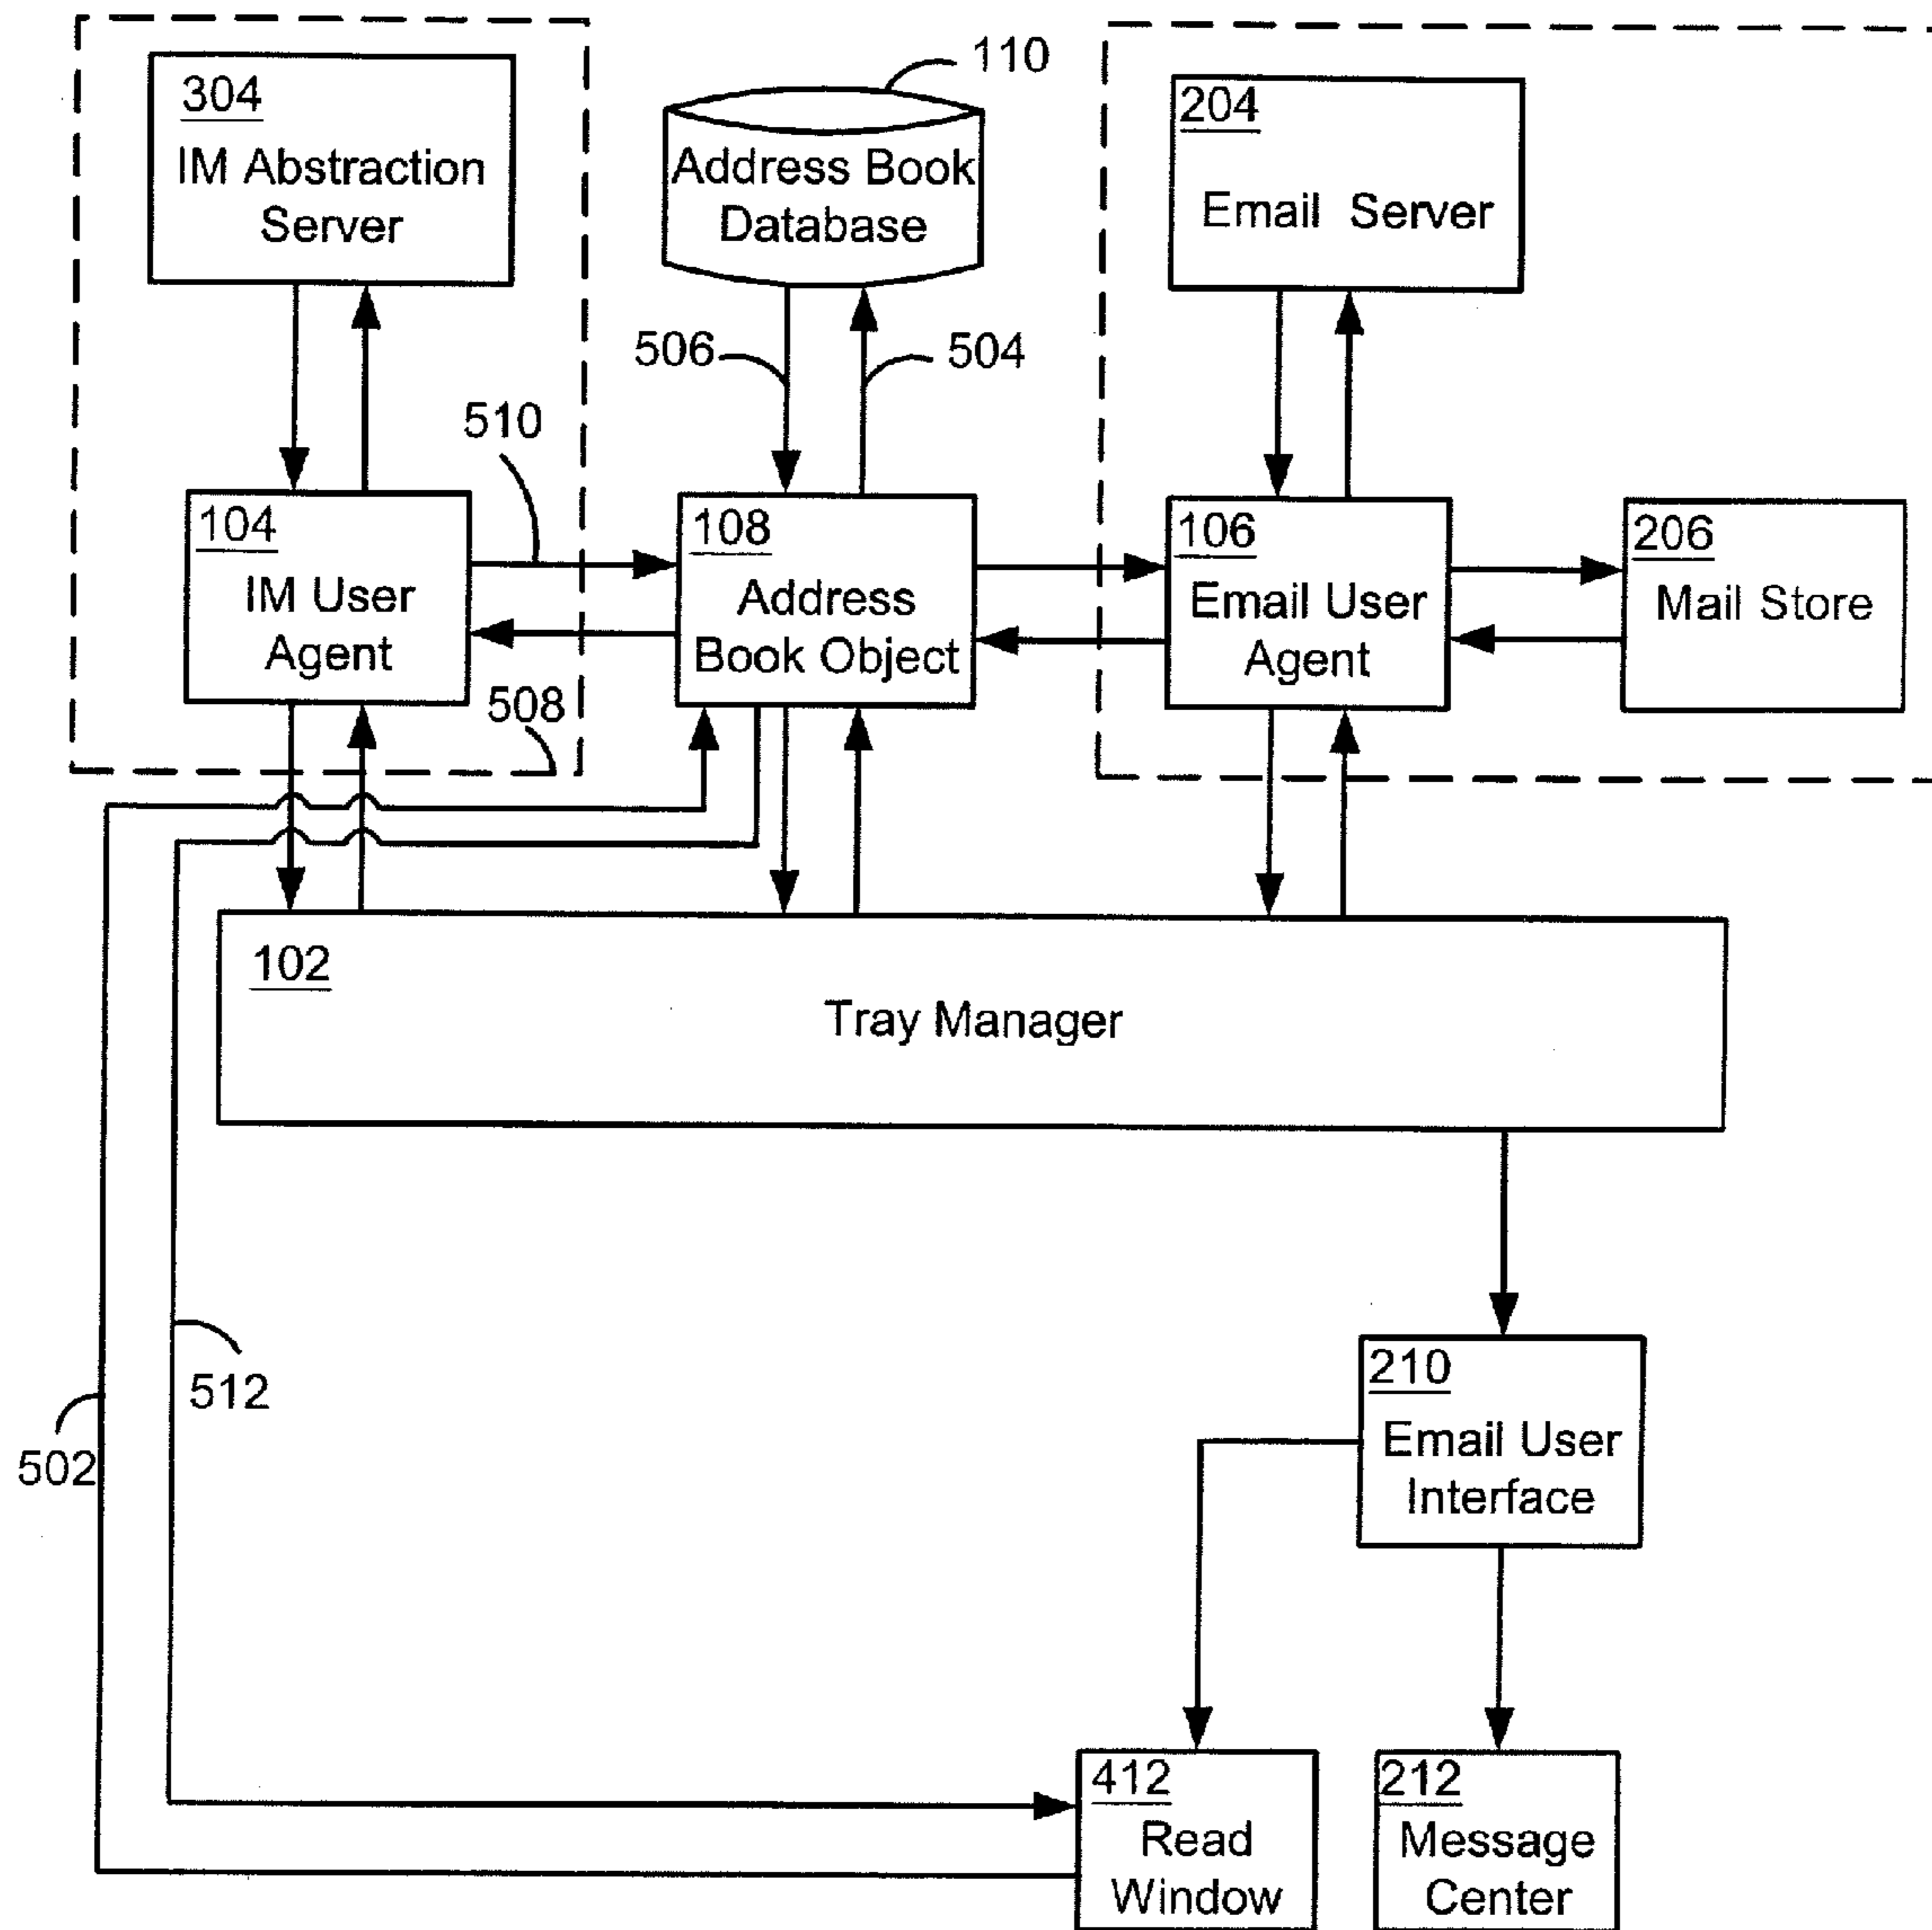 110
304
IM Abstraction
Server
Address Book
Database
204
Email Server
506
504
510
104
IM User
Agent
108
Address
Book Object
106
Email User
Agent
206
Mail Store
508
102
Tray Manager
512
502
210
Email User
Interface
412
Read
Window
212
Message
Center